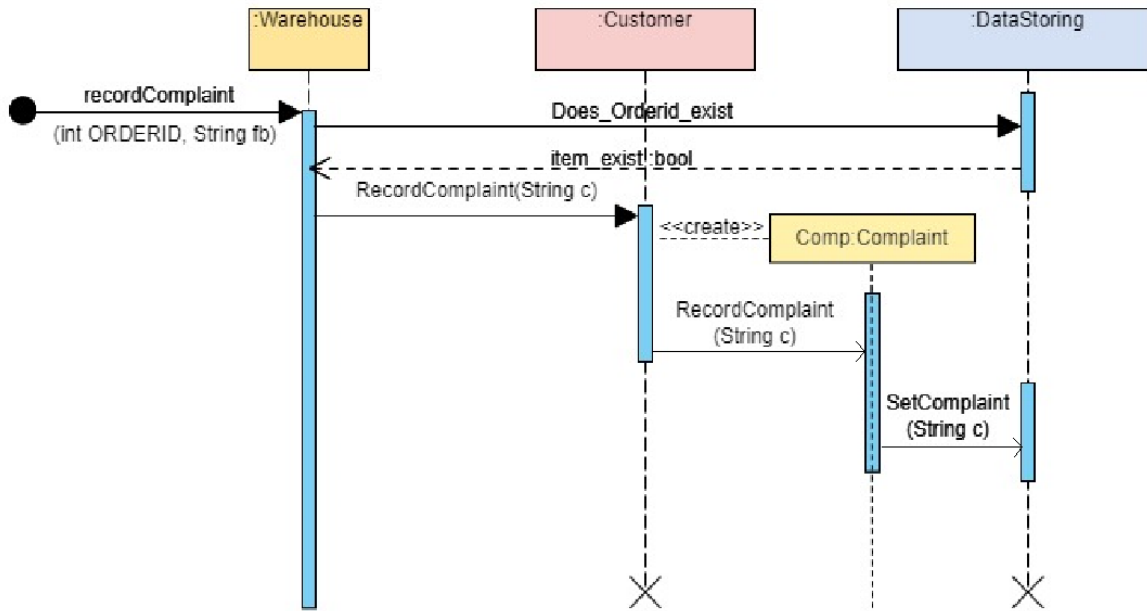 :Warehouse
:Customer
:DataStoring
recordComplaint
(int ORDERID, String fb)
Does_Orderid_exist
item_exist :bool
RecordComplaint(String c)
<<create>>
Comp:Complaint
RecordComplaint
(String c)
SetComplaint
(String c)